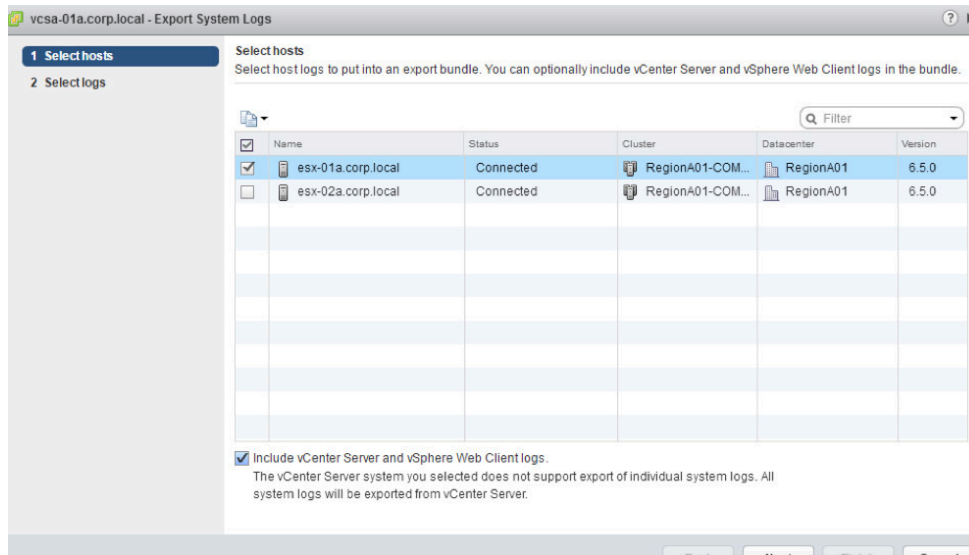 vcsa-01a.corp.local - Export System Logs ?
1 Select hosts
2 Select logs
Select hosts
Select host logs to put into an export bundle. You can optionally include vCenter Server and vSphere Web Client logs in the bundle.
Filter
Name Status Cluster Datacenter Version
esx-01a.corp.local Connected RegionA01-COM... RegionA01 6.5.0
esx-02a.corp.local Connected RegionA01-COM... RegionA01 6.5.0
Include vCenter Server and vSphere Web Client logs.
The vCenter Server system you selected does not support export of individual system logs. All
system logs will be exported from vCenter Server.